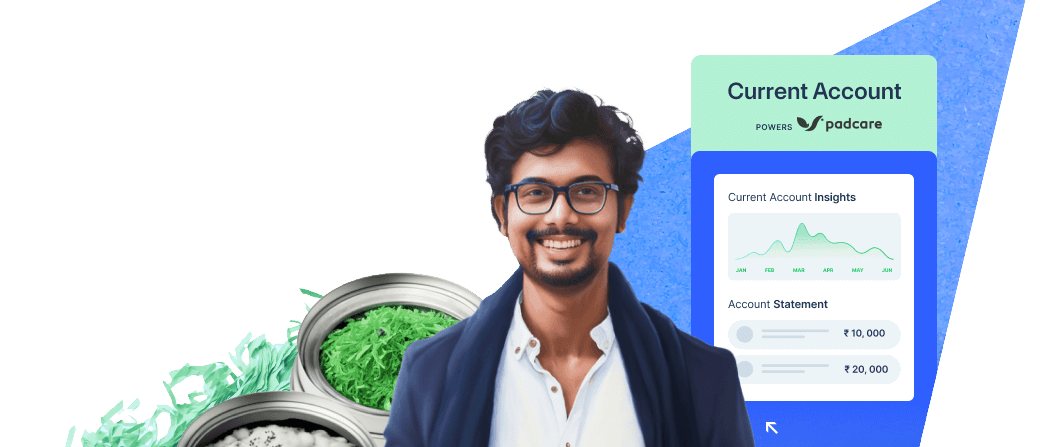 Current Account
POWERS padcare
Current Account Insights
JAN FEB MAR APR MAY JUN
Account Statement
₹ 10, 000
₹ 20, 000